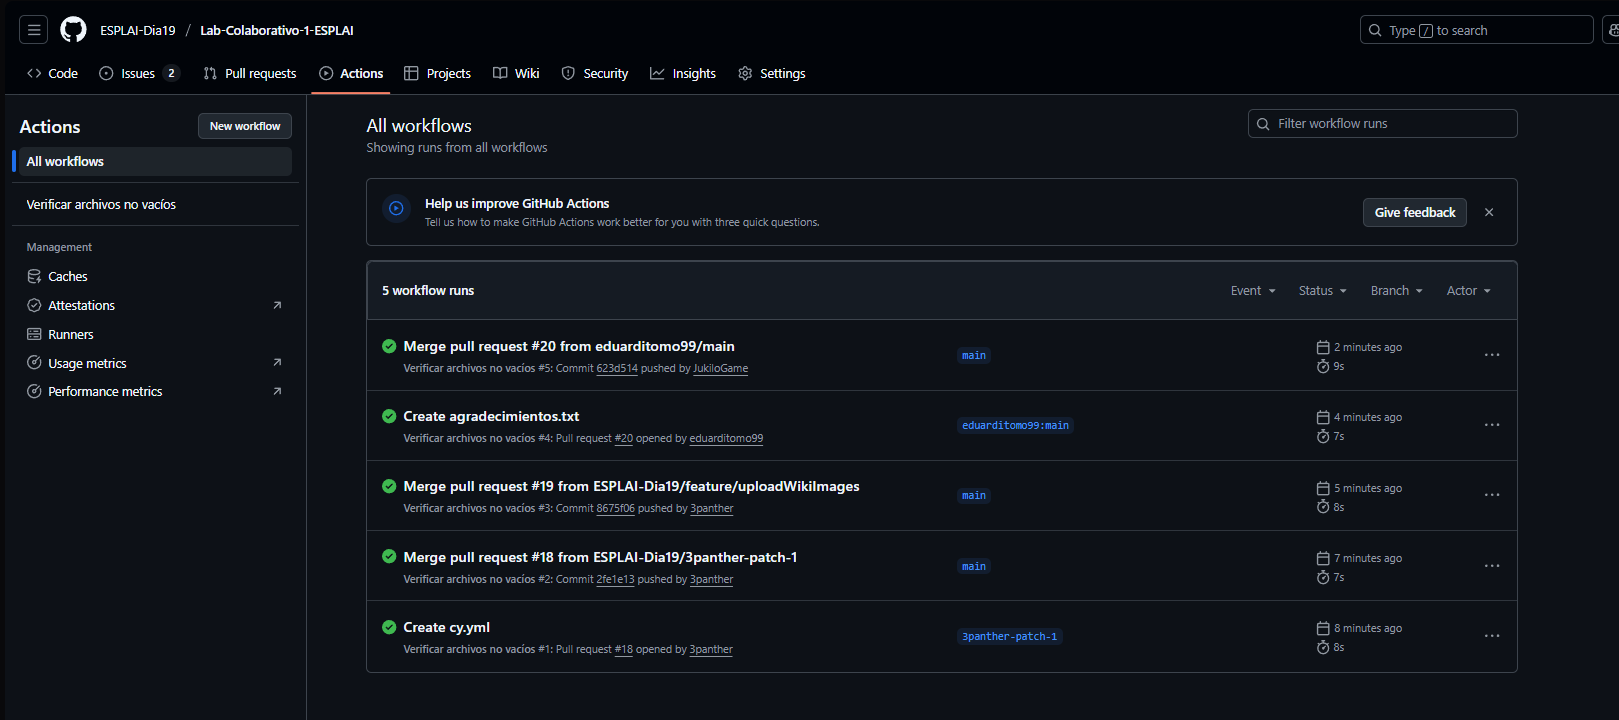 ESPLAI-Dia19 / Lab-Colaborativo-1-ESPLAI
Type / to search
Code
Issues 2
Pull requests
Actions
Projects
Wiki
Security
Insights
Settings
Actions
New workflow
All workflows
Verificar archivos no vacíos
Management
Caches
Attestations
Runners
Usage metrics
Performance metrics
All workflows
Showing runs from all workflows
Filter workflow runs
Help us improve GitHub Actions
Tell us how to make GitHub Actions work better for you with three quick questions.
Give feedback
5 workflow runs
Event
Status
Branch
Actor
Merge pull request #20 from eduarditomo99/main
Verificar archivos no vacíos #5: Commit 623d514 pushed by JukiloGame
main
2 minutes ago
9s
Create agradecimientos.txt
Verificar archivos no vacíos #4: Pull request #20 opened by eduarditomo99
eduarditomo99:main
4 minutes ago
7s
Merge pull request #19 from ESPLAI-Dia19/feature/uploadWikiImages
Verificar archivos no vacíos #3: Commit 8675f06 pushed by 3panther
main
5 minutes ago
8s
Merge pull request #18 from ESPLAI-Dia19/3panther-patch-1
Verificar archivos no vacíos #2: Commit 2fe1e13 pushed by 3panther
main
7 minutes ago
7s
Create cy.yml
Verificar archivos no vacíos #1: Pull request #18 opened by 3panther
3panther-patch-1
8 minutes ago
8s